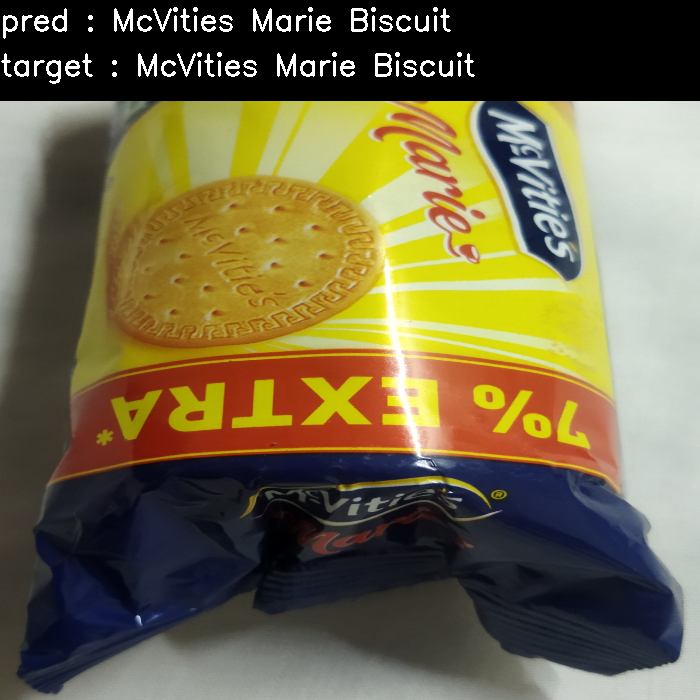 pred : McVities Marie Biscuit
target : McVities Marie Biscuit
McVitie's
Marie
McVitie's
7% EXTRA*
McVitie's®
Marie